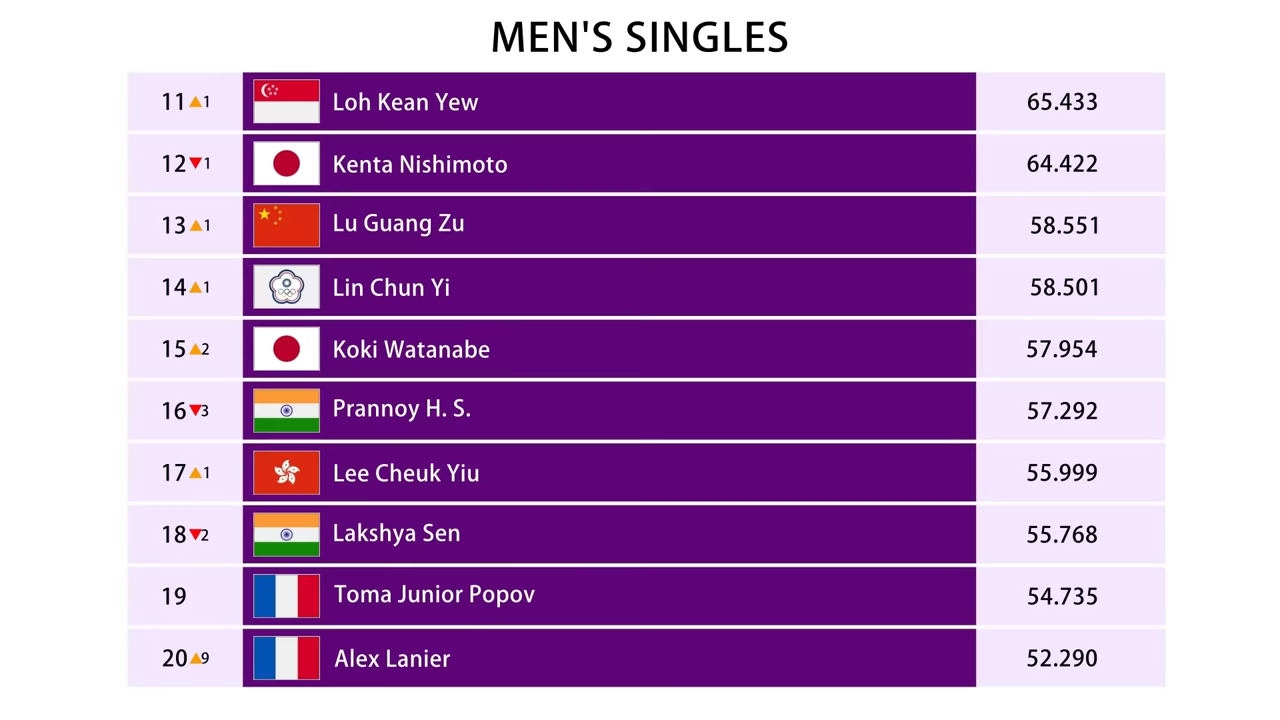 MEN'S SINGLES
11▲1 Loh Kean Yew 65.433
12▼1 Kenta Nishimoto 64.422
13▲1 Lu Guang Zu 58.551
14▲1 Lin Chun Yi 58.501
15▲2 Koki Watanabe 57.954
16▼3 Prannoy H. S. 57.292
17▲1 Lee Cheuk Yiu 55.999
18▼2 Lakshya Sen 55.768
19 Toma Junior Popov 54.735
20▲9 Alex Lanier 52.290